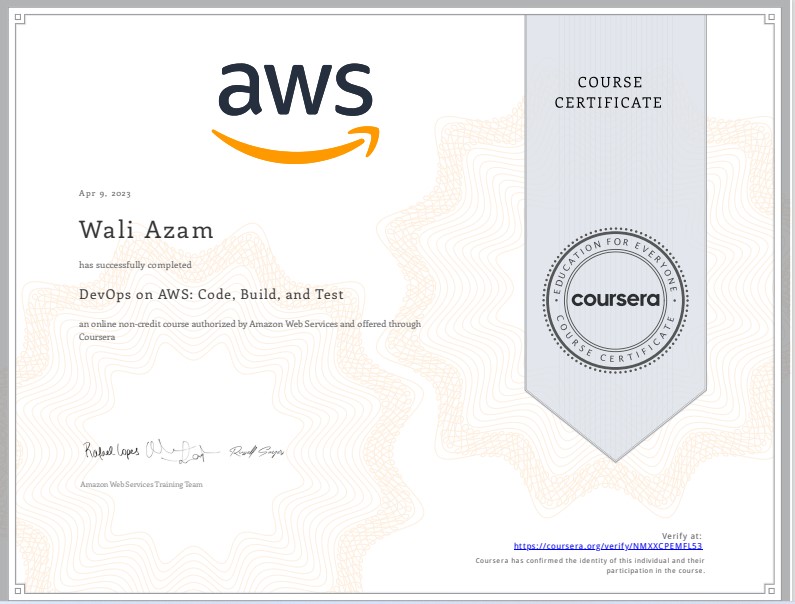 aws
COURSE
CERTIFICATE
Apr 9, 2023
Wali Azam
has successfully completed
DevOps on AWS: Code, Build, and Test
an online non-credit course authorized by Amazon Web Services and offered through
Coursera
EDUCATION FOR EVERYONE
coursera
COURSE CERTIFICATE
Rafael Lopes
Amazon Web Services Training Team
Verify at:
https://coursera.org/verify/NMXXCPEMFL53
Coursera has confirmed the identity of this individual and their
participation in the course.